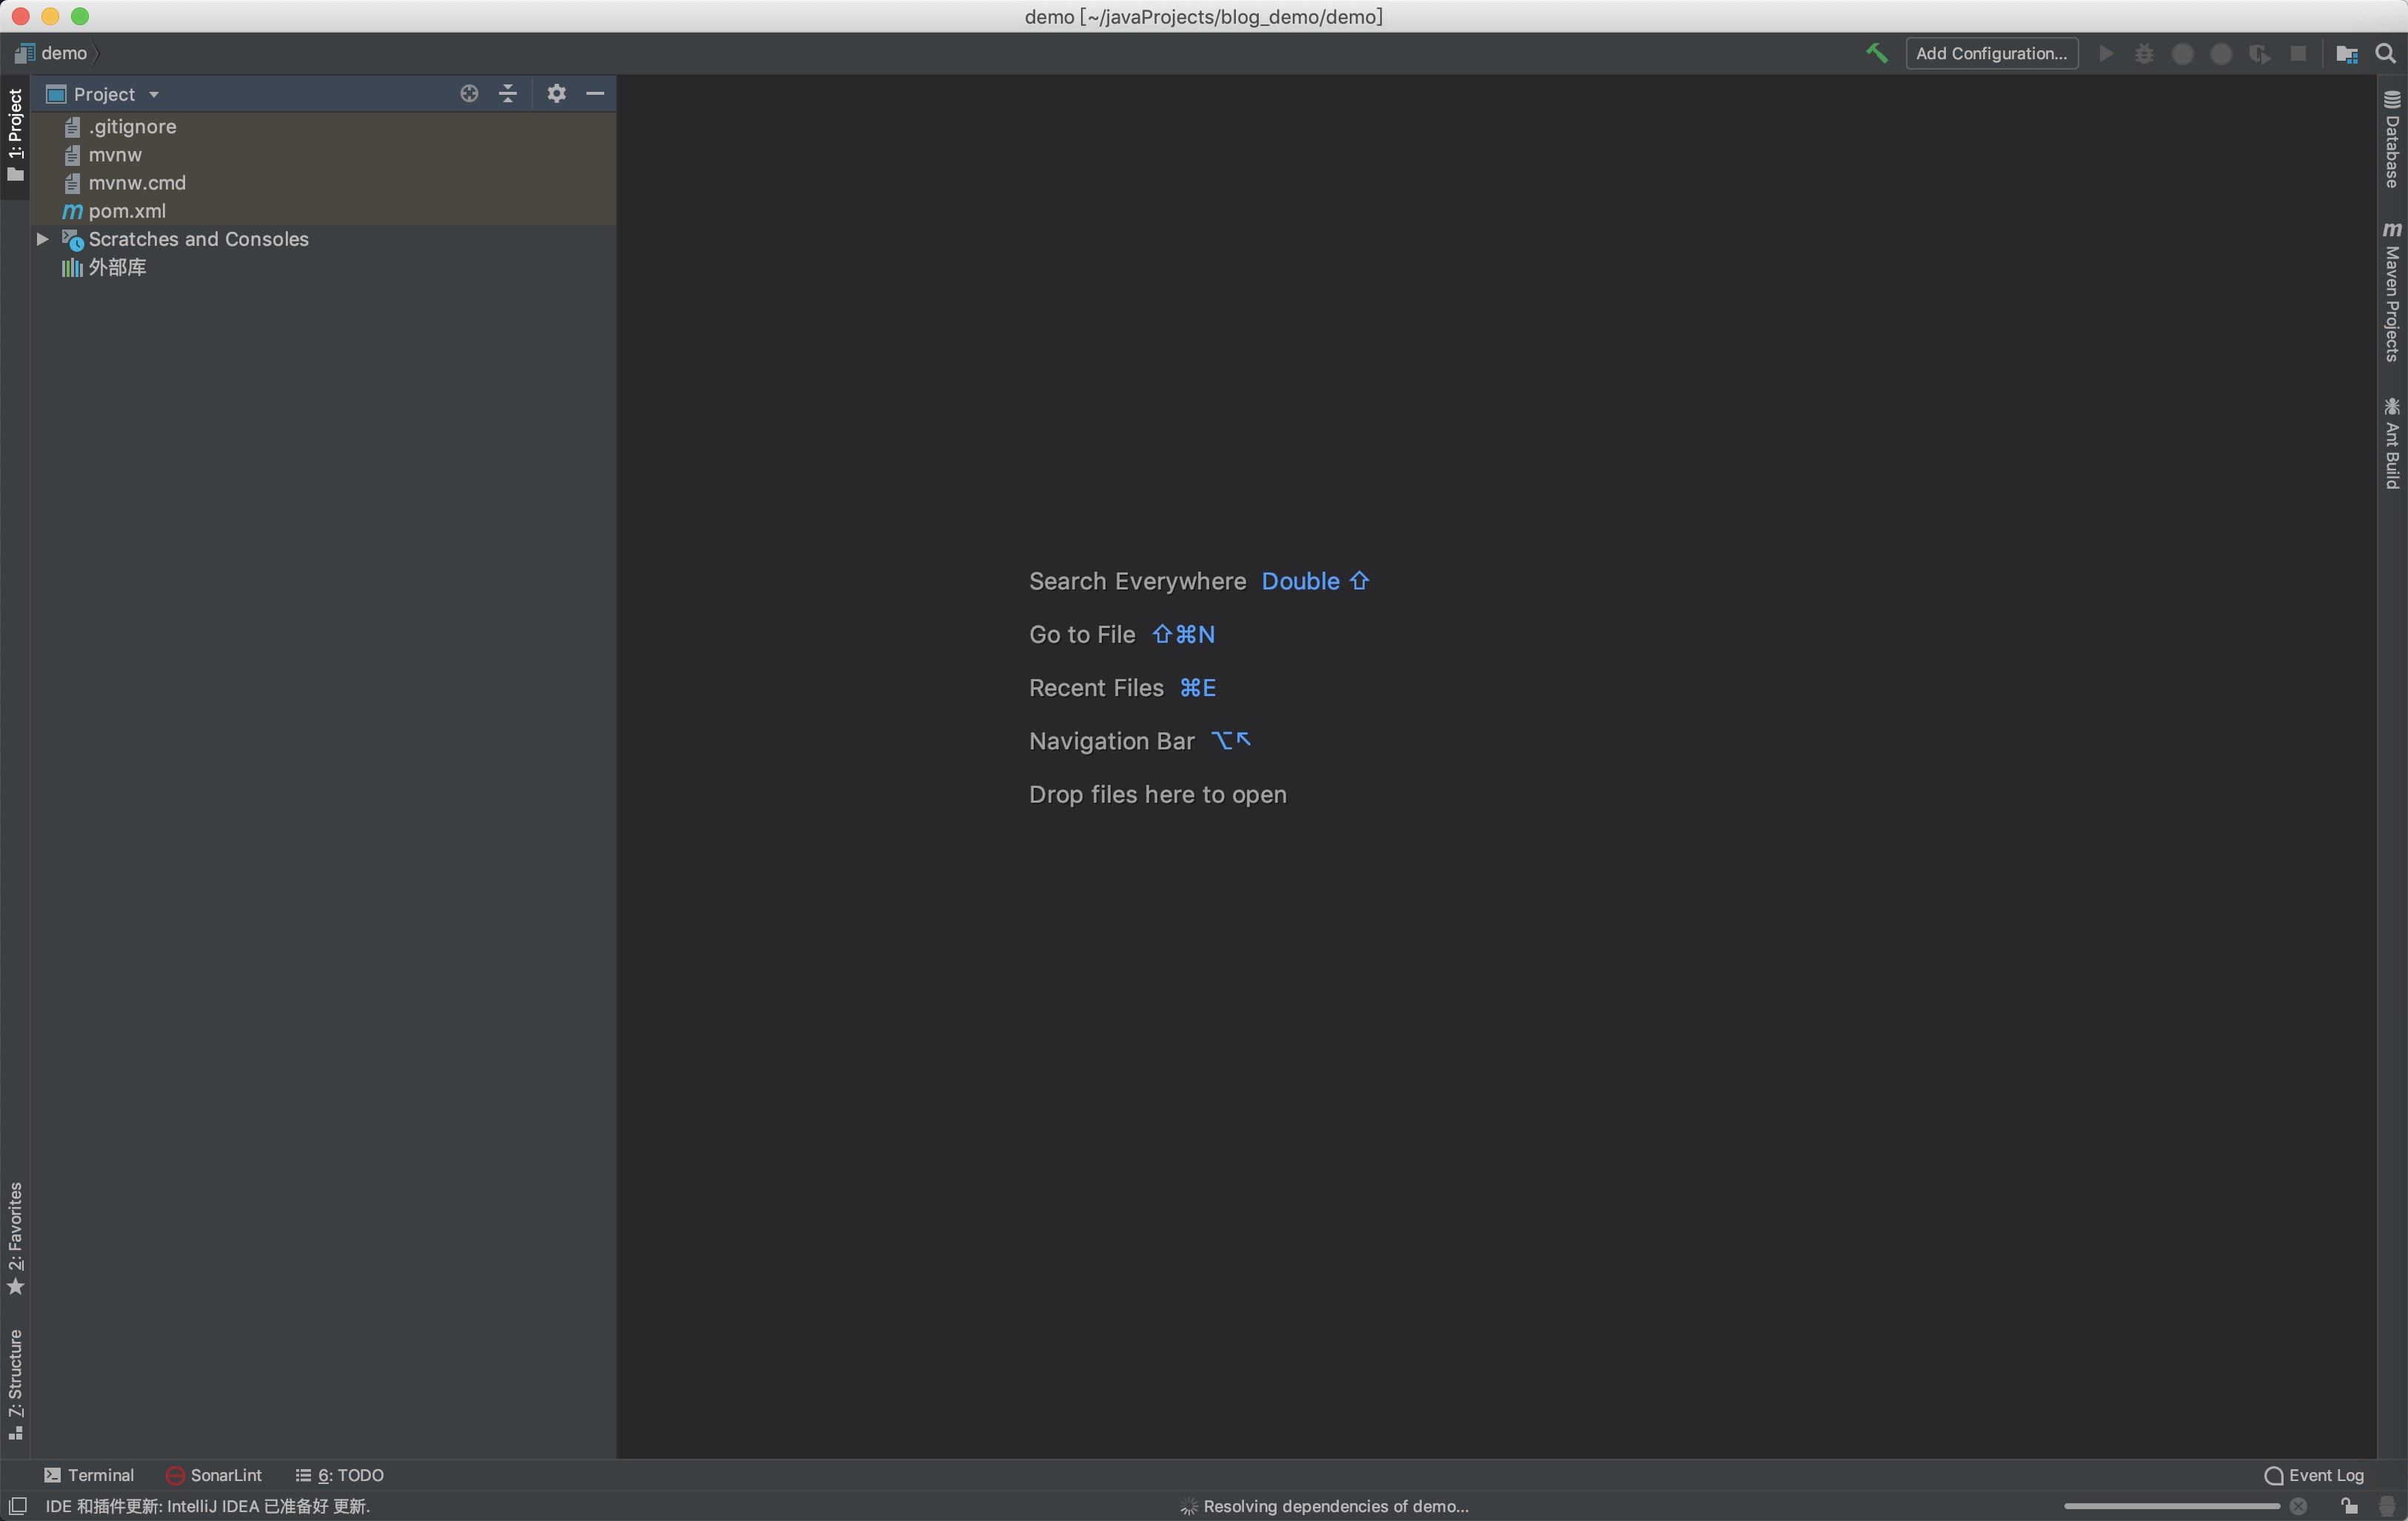 demo [~/javaProjects/blog_demo/demo]
demo
Add Configuration...
1: Project
Project
.gitignore
mvnw
mvnw.cmd
m pom.xml
Scratches and Consoles
外部库
Search Everywhere Double ⇧
Go to File ⇧⌘N
Recent Files ⌘E
Navigation Bar ⌥↖
Drop files here to open
Database
m Maven Projects
Ant Build
2: Favorites
7: Structure
Terminal SonarLint 6: TODO Event Log
IDE 和插件更新: IntelliJ IDEA 已准备好 更新. Resolving dependencies of demo...